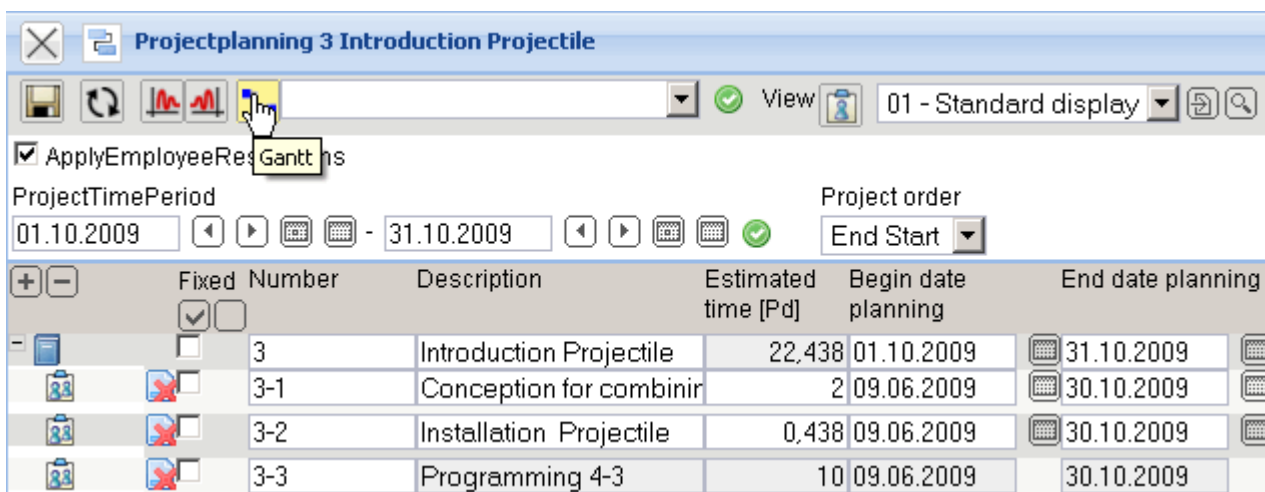 Projectplanning 3 Introduction Projectile
View 01 - Standard display
ApplyEmployeeRes ns
Gantt
ProjectTimePeriod Project order
01.10.2009 - 31.10.2009 End Start
Fixed Number Description Estimated time [Pd] Begin date planning End date planning
3 Introduction Projectile 22,438 01.10.2009 31.10.2009
3-1 Conception for combinin 2 09.06.2009 30.10.2009
3-2 Installation Projectile 0,438 09.06.2009 30.10.2009
3-3 Programming 4-3 10 09.06.2009 30.10.2009